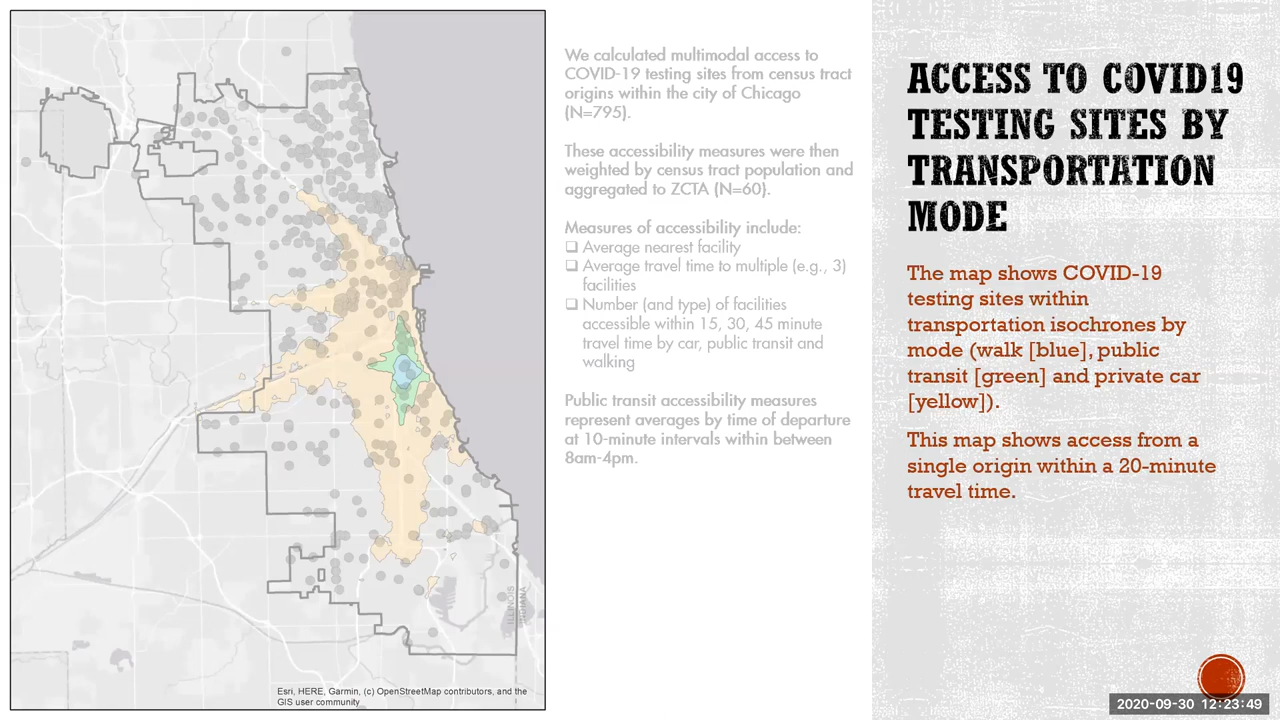 We calculated multimodal access to
COVID-19 testing sites from census tract
origins within the city of Chicago
(N=795).
These accessibility measures were then
weighted by census tract population and
aggregated to ZCTA (N=60).
Measures of accessibility include:
❑ Average nearest facility
❑ Average travel time to multiple (e.g., 3)
facilities
❑ Number (and type) of facilities
accessible within 15, 30, 45 minute
travel time by car, public transit and
walking
Public transit accessibility measures
represent averages by time of departure
at 10-minute intervals within between
8am-4pm.
ILLINOIS
INDIANA
Esri, HERE, Garmin, (c) OpenStreetMap contributors, and the
GIS user community
ACCESS TO COVID19
TESTING SITES BY
TRANSPORTATION
MODE
The map shows COVID-19
testing sites within
transportation isochrones by
mode (walk [blue], public
transit [green] and private car
[yellow]).
This map shows access from a
single origin within a 20-minute
travel time.
2020-09-30 12:23:49